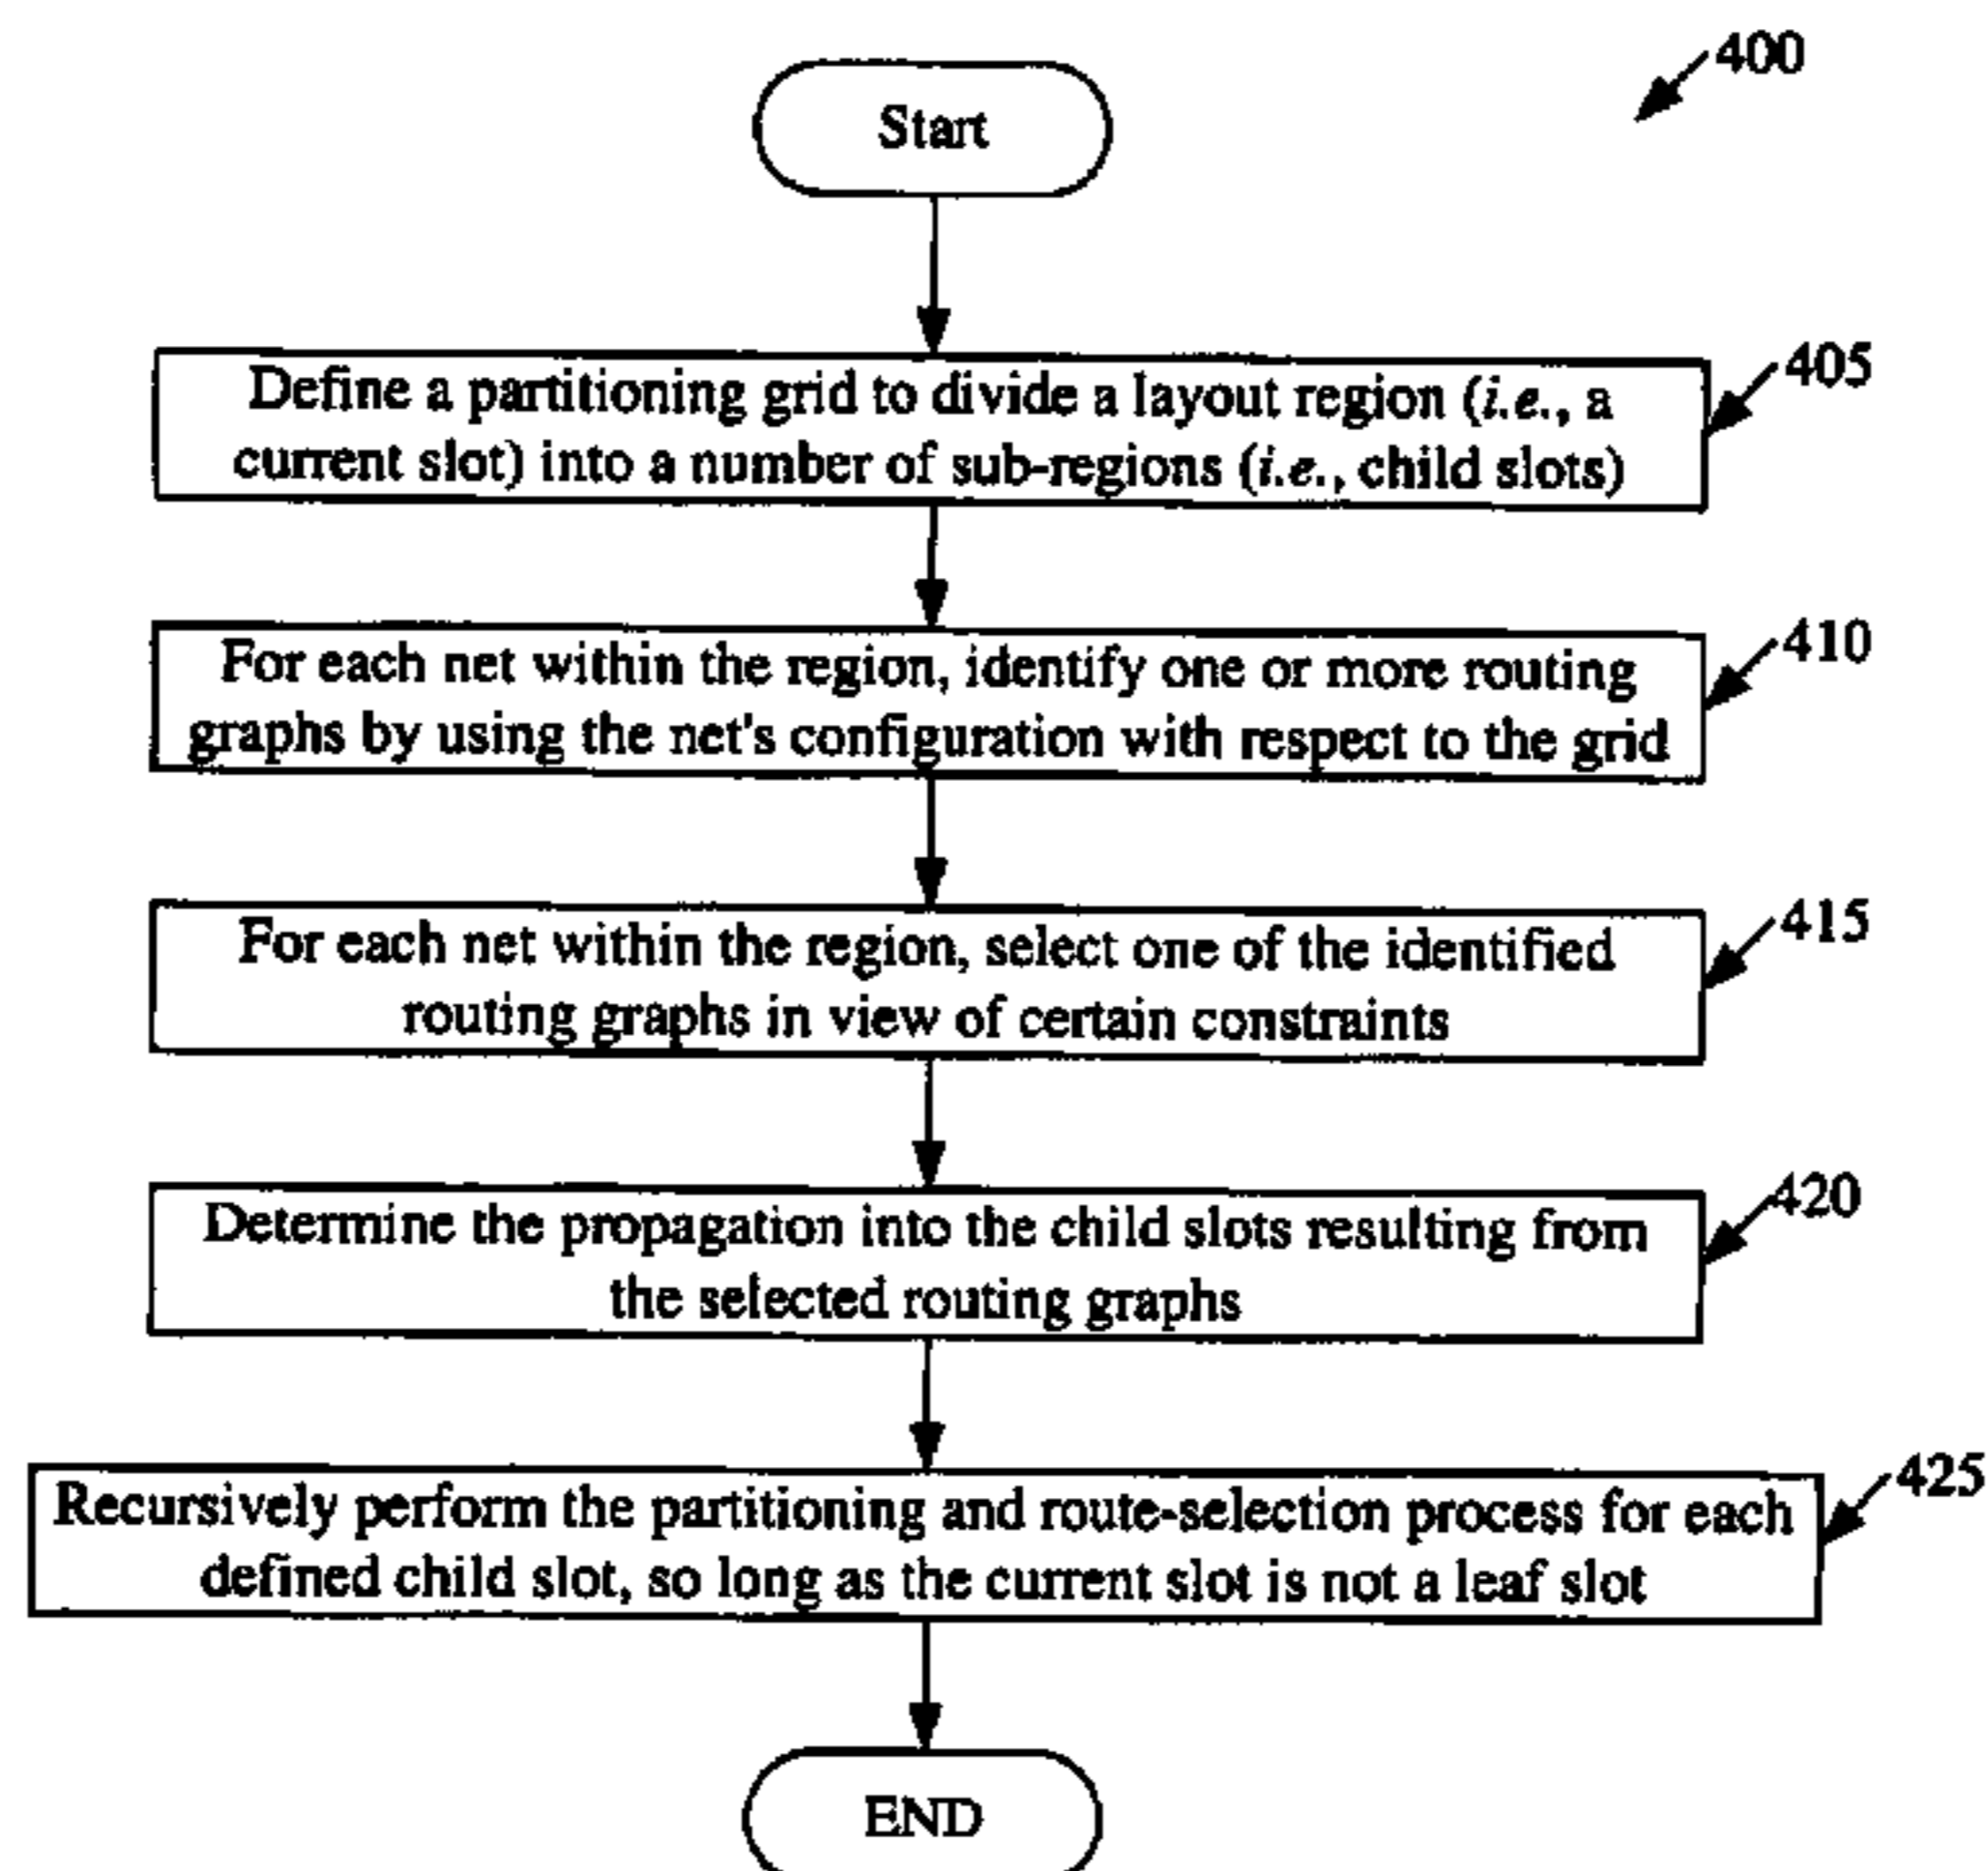 400
Start
405
Define a partitioning grid to divide a layout region (i.e., a
current slot) into a number of sub-regions (i.e., child slots)
410
For each net within the region, identify one or more routing
graphs by using the net's configuration with respect to the grid
415
For each net within the region, select one of the identified
routing graphs in view of certain constraints
420
Determine the propagation into the child slots resulting from
the selected routing graphs
425
Recursively perform the partitioning and route-selection process for each
defined child slot, so long as the current slot is not a leaf slot
END